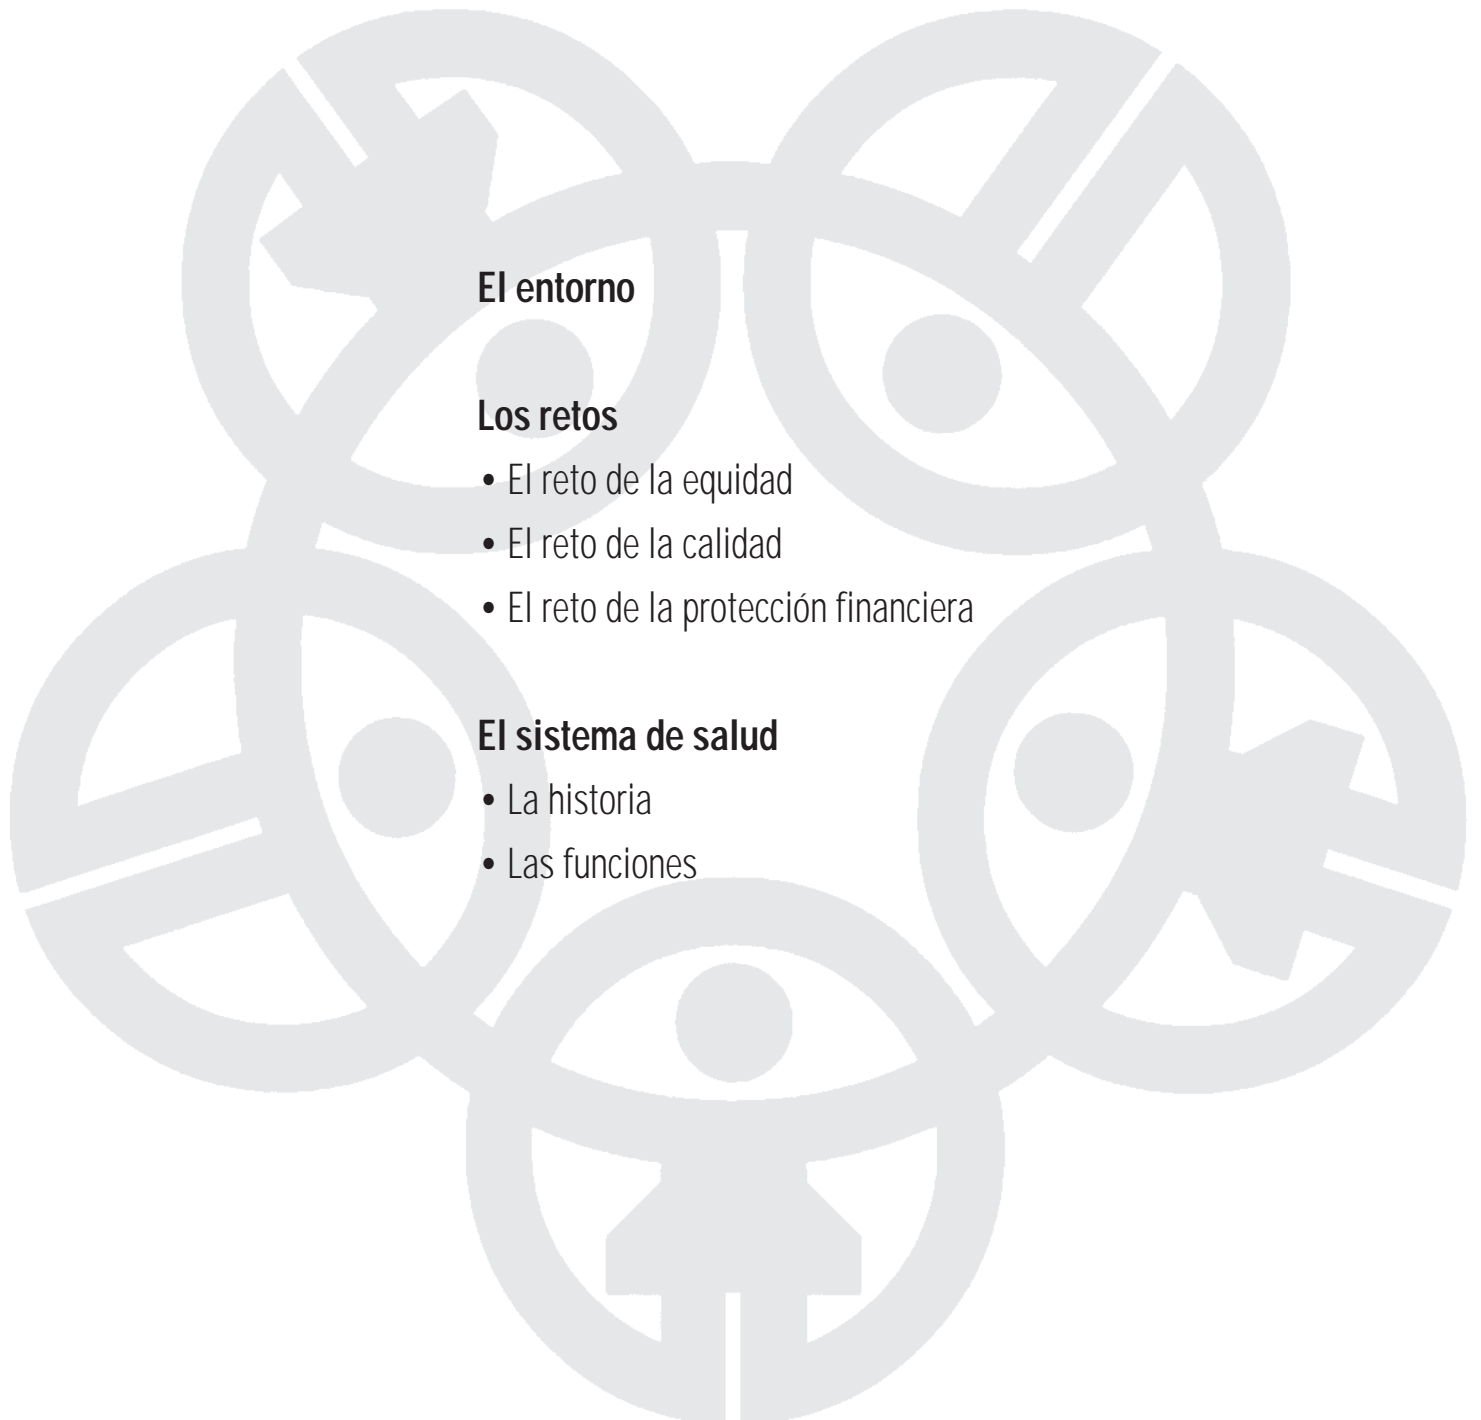 El entorno
Los retos
• El reto de la equidad
• El reto de la calidad
• El reto de la protección financiera
El sistema de salud
• La historia
• Las funciones